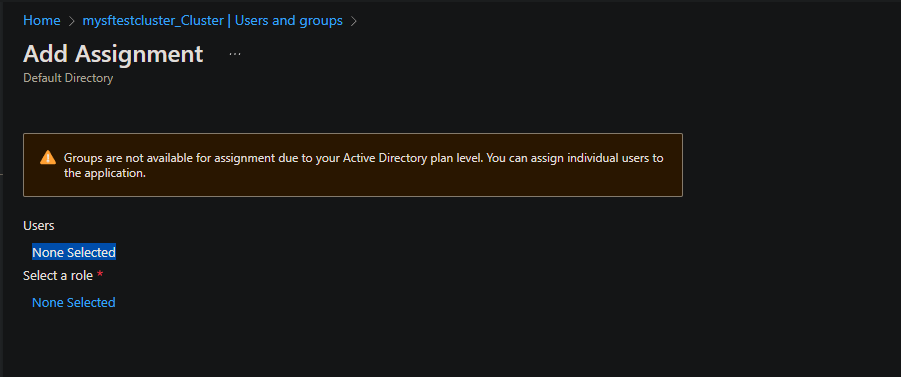 Home > mysftestcluster_Cluster | Users and groups >
Add Assignment ...
Default Directory
Groups are not available for assignment due to your Active Directory plan level. You can assign individual users to
the application.
Users
None Selected
Select a role *
None Selected